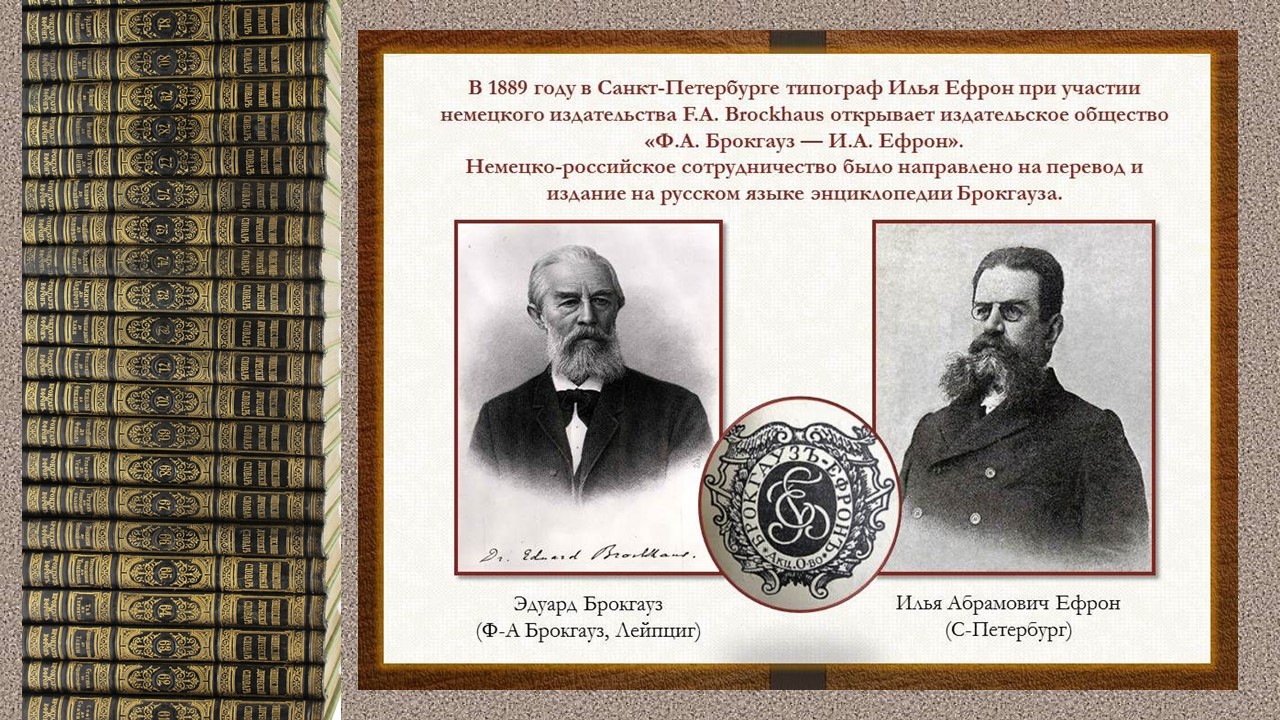 В 1889 году в Санкт-Петербурге типограф Илья Ефрон при участии
немецкого издательства F.A. Brockhaus открывает издательское общество
«Ф.А. Брокгауз — И.А. Ефрон».
Немецко-российское сотрудничество было направлено на перевод и
издание на русском языке энциклопедии Брокгауза.
Dr. Eduard Brockhaus.
БРОКГАУЗЪ-ЕФРОНЪ
Акц. О-во
Эдуард Брокгауз
(Ф-А Брокгауз, Лейпциг)
Илья Абрамович Ефрон
(С-Петербург)